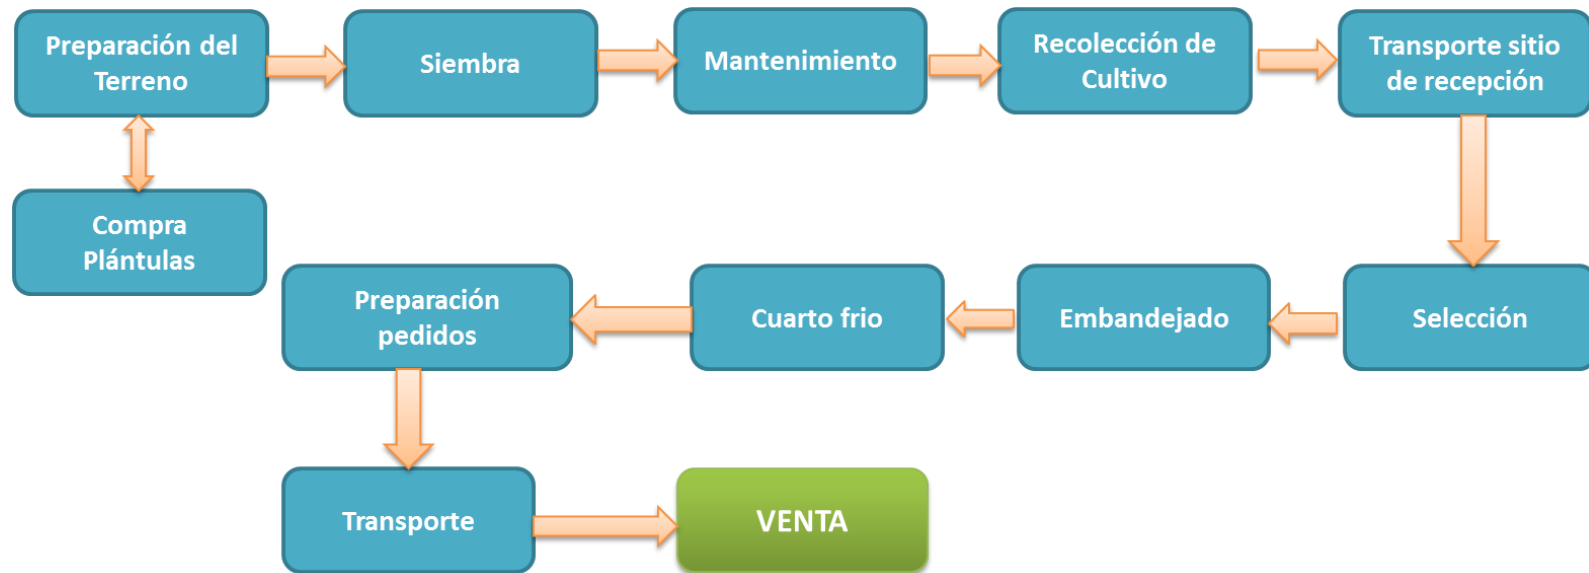 Preparación del
Terreno
Siembra
Mantenimiento
Recolección de
Cultivo
Transporte sitio
de recepción
Compra
Plántulas
Preparación
pedidos
Cuarto frio
Embandejado
Selección
Transporte
VENTA